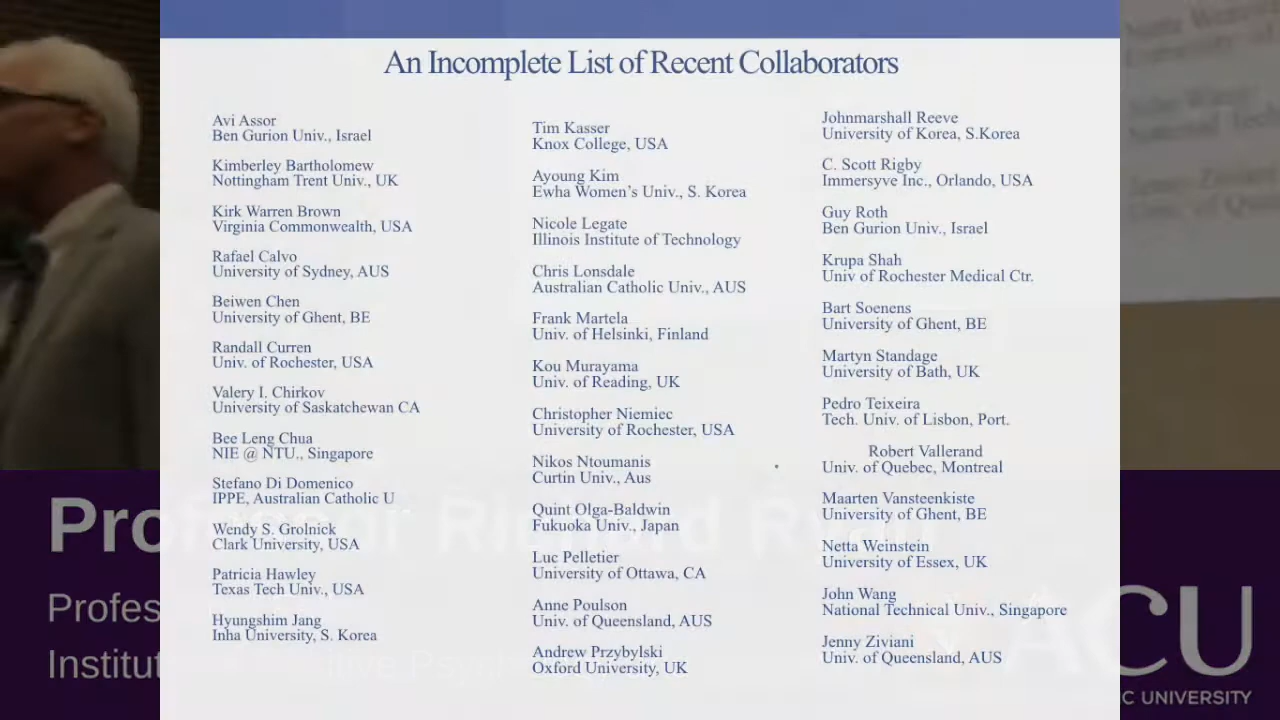 An Incomplete List of Recent Collaborators
Avi Assor
Ben Gurion Univ., Israel
Kimberley Bartholomew
Nottingham Trent Univ., UK
Kirk Warren Brown
Virginia Commonwealth, USA
Rafael Calvo
University of Sydney, AUS
Beiwen Chen
University of Ghent, BE
Randall Curren
Univ. of Rochester, USA
Valery I. Chirkov
University of Saskatchewan CA
Bee Leng Chua
NIE @ NTU., Singapore
Stefano Di Domenico
IPPE, Australian Catholic U
Wendy S. Grolnick
Clark University, USA
Patricia Hawley
Texas Tech Univ., USA
Hyungshim Jang
Inha University, S. Korea
Tim Kasser
Knox College, USA
Ayoung Kim
Ewha Women's Univ., S. Korea
Nicole Legate
Illinois Institute of Technology
Chris Lonsdale
Australian Catholic Univ., AUS
Frank Martela
Univ. of Helsinki, Finland
Kou Murayama
Univ. of Reading, UK
Christopher Niemiec
University of Rochester, USA
Nikos Ntoumanis
Curtin Univ., Aus
Quint Olga-Baldwin
Fukuoka Univ., Japan
Luc Pelletier
University of Ottawa, CA
Anne Poulson
Univ. of Queensland, AUS
Andrew Przybylski
Oxford University, UK
Johnmarshall Reeve
University of Korea, S.Korea
C. Scott Rigby
Immersyve Inc., Orlando, USA
Guy Roth
Ben Gurion Univ., Israel
Krupa Shah
Univ of Rochester Medical Ctr.
Bart Soenens
University of Ghent, BE
Martyn Standage
University of Bath, UK
Pedro Teixeira
Tech. Univ. of Lisbon, Port.
Robert Vallerand
Univ. of Quebec, Montreal
Maarten Vansteenkiste
University of Ghent, BE
Netta Weinstein
University of Essex, UK
John Wang
National Technical Univ., Singapore
Jenny Ziviani
Univ. of Queensland, AUS
Professor Richard Ryan
ACU
UNIVERSITY